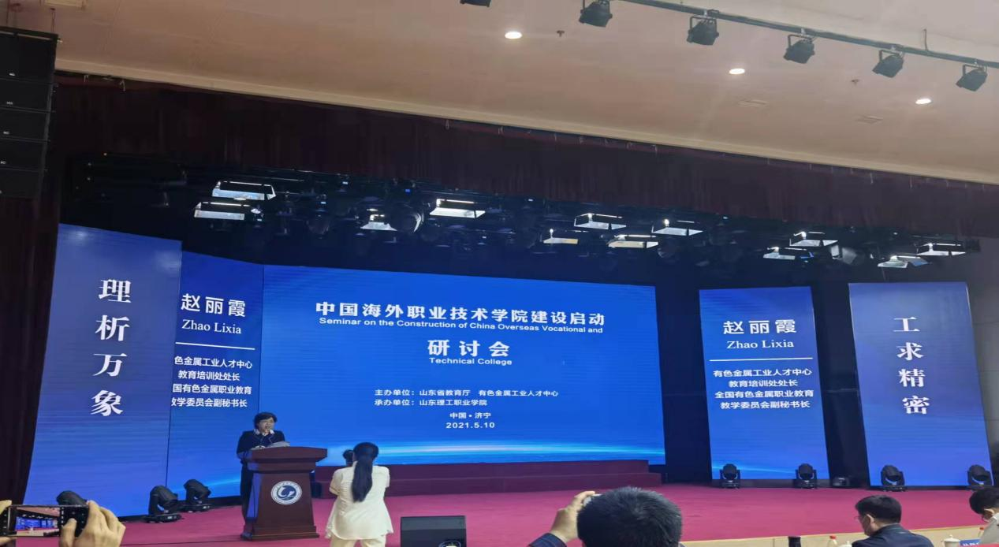 理析万象
赵丽霞
Zhao Lixia
色金属工业人才中心
教育培训处处长
国有色金属职业教育
教学委员会副秘书长
中国海外职业技术学院建设启动
Seminar on the Construction of China Overseas Vocational and
研讨会
Technical College
主办单位：山东省教育厅 有色金属工业人才中心
承办单位：山东理工职业学院
中国·济宁
2021.5.10
赵丽霞
Zhao Lixia
有色金属工业人才中心
教育培训处处长
全国有色金属职业教育
教学委员会副秘书长
工求精密